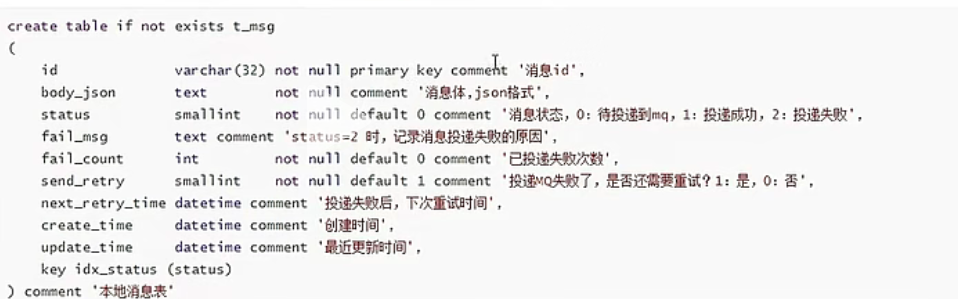 create table if not exists t_msg
(
id varchar(32) not null primary key comment '消息id',
body_json text not null comment '消息体,json格式',
status smallint not null default 0 comment '消息状态，0：待投递到mq，1：投递成功，2：投递失败',
fail_msg text comment 'status=2 时，记录消息投递失败的原因',
fail_count int not null default 0 comment '已投递失败次数',
send_retry smallint not null default 1 comment '投递MQ失败了，是否还需要重试？1：是，0：否',
next_retry_time datetime comment '投递失败后，下次重试时间',
create_time datetime comment '创建时间',
update_time datetime comment '最近更新时间',
key idx_status (status)
) comment '本地消息表'